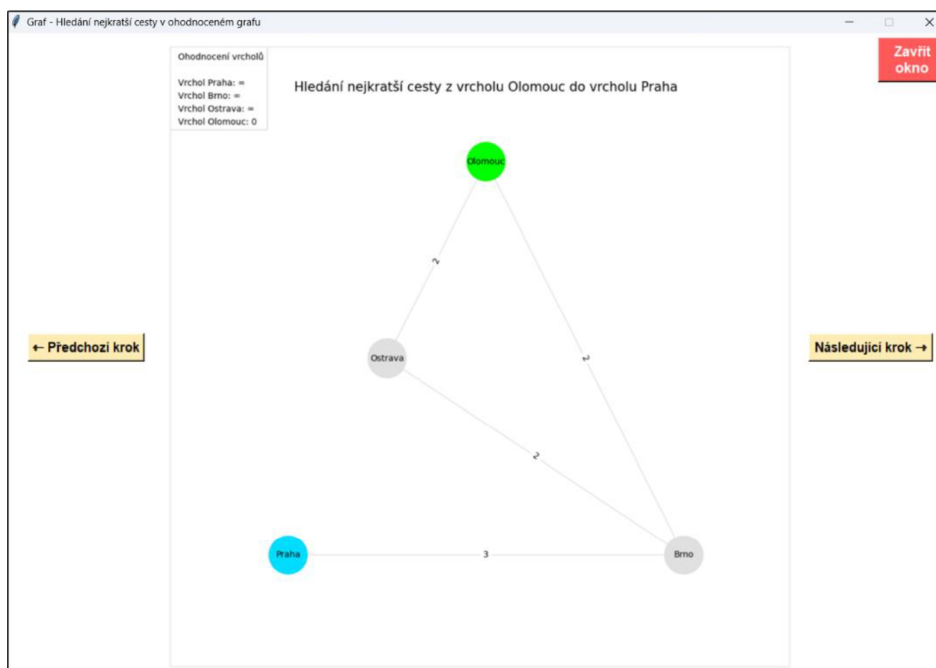 Graf - Hledání nejkratší cesty v ohodnoceném grafu
Zavřít
okno
Ohodnocení vrcholů
Vrchol Praha: ∞
Vrchol Brno: ∞
Vrchol Ostrava: ∞
Vrchol Olomouc: 0
Hledání nejkratší cesty z vrcholu Olomouc do vrcholu Praha
Olomouc
2
← Předchozí krok
Následující krok →
Ostrava
2
2
Praha
3
Brno